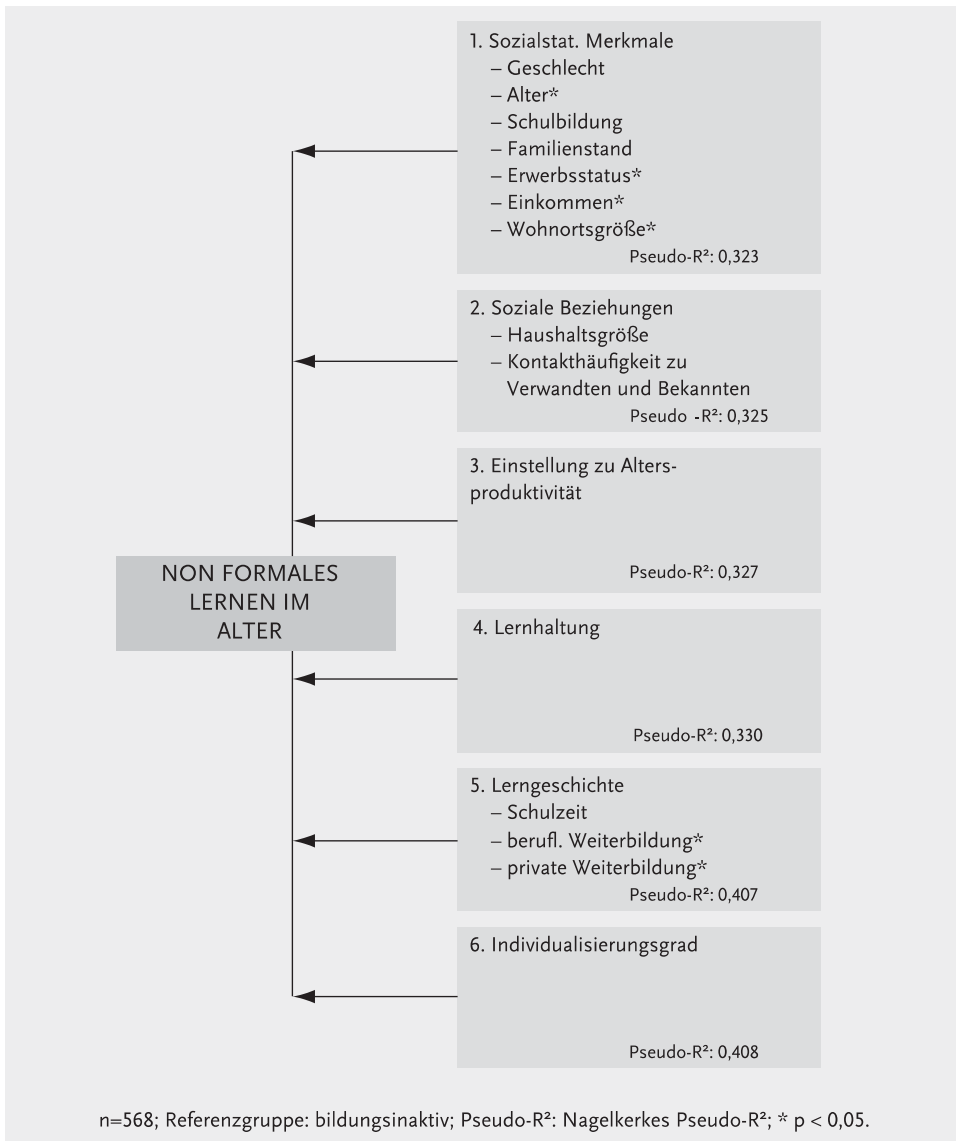 1. Sozialstat. Merkmale
– Geschlecht
– Alter*
– Schulbildung
– Familienstand
– Erwerbsstatus*
– Einkommen*
– Wohnortsgröße*
Pseudo-R²: 0,323
2. Soziale Beziehungen
– Haushaltsgröße
– Kontakthäufigkeit zu
Verwandten und Bekannten
Pseudo -R²: 0,325
3. Einstellung zu Alters-
produktivität
Pseudo-R²: 0,327
NON FORMALES
LERNEN IM
ALTER
4. Lernhaltung
Pseudo-R²: 0,330
5. Lerngeschichte
– Schulzeit
– berufl. Weiterbildung*
– private Weiterbildung*
Pseudo-R²: 0,407
6. Individualisierungsgrad
Pseudo-R²: 0,408
n=568; Referenzgruppe: bildungsinaktiv; Pseudo-R²: Nagelkerkes Pseudo-R²; * p < 0,05.